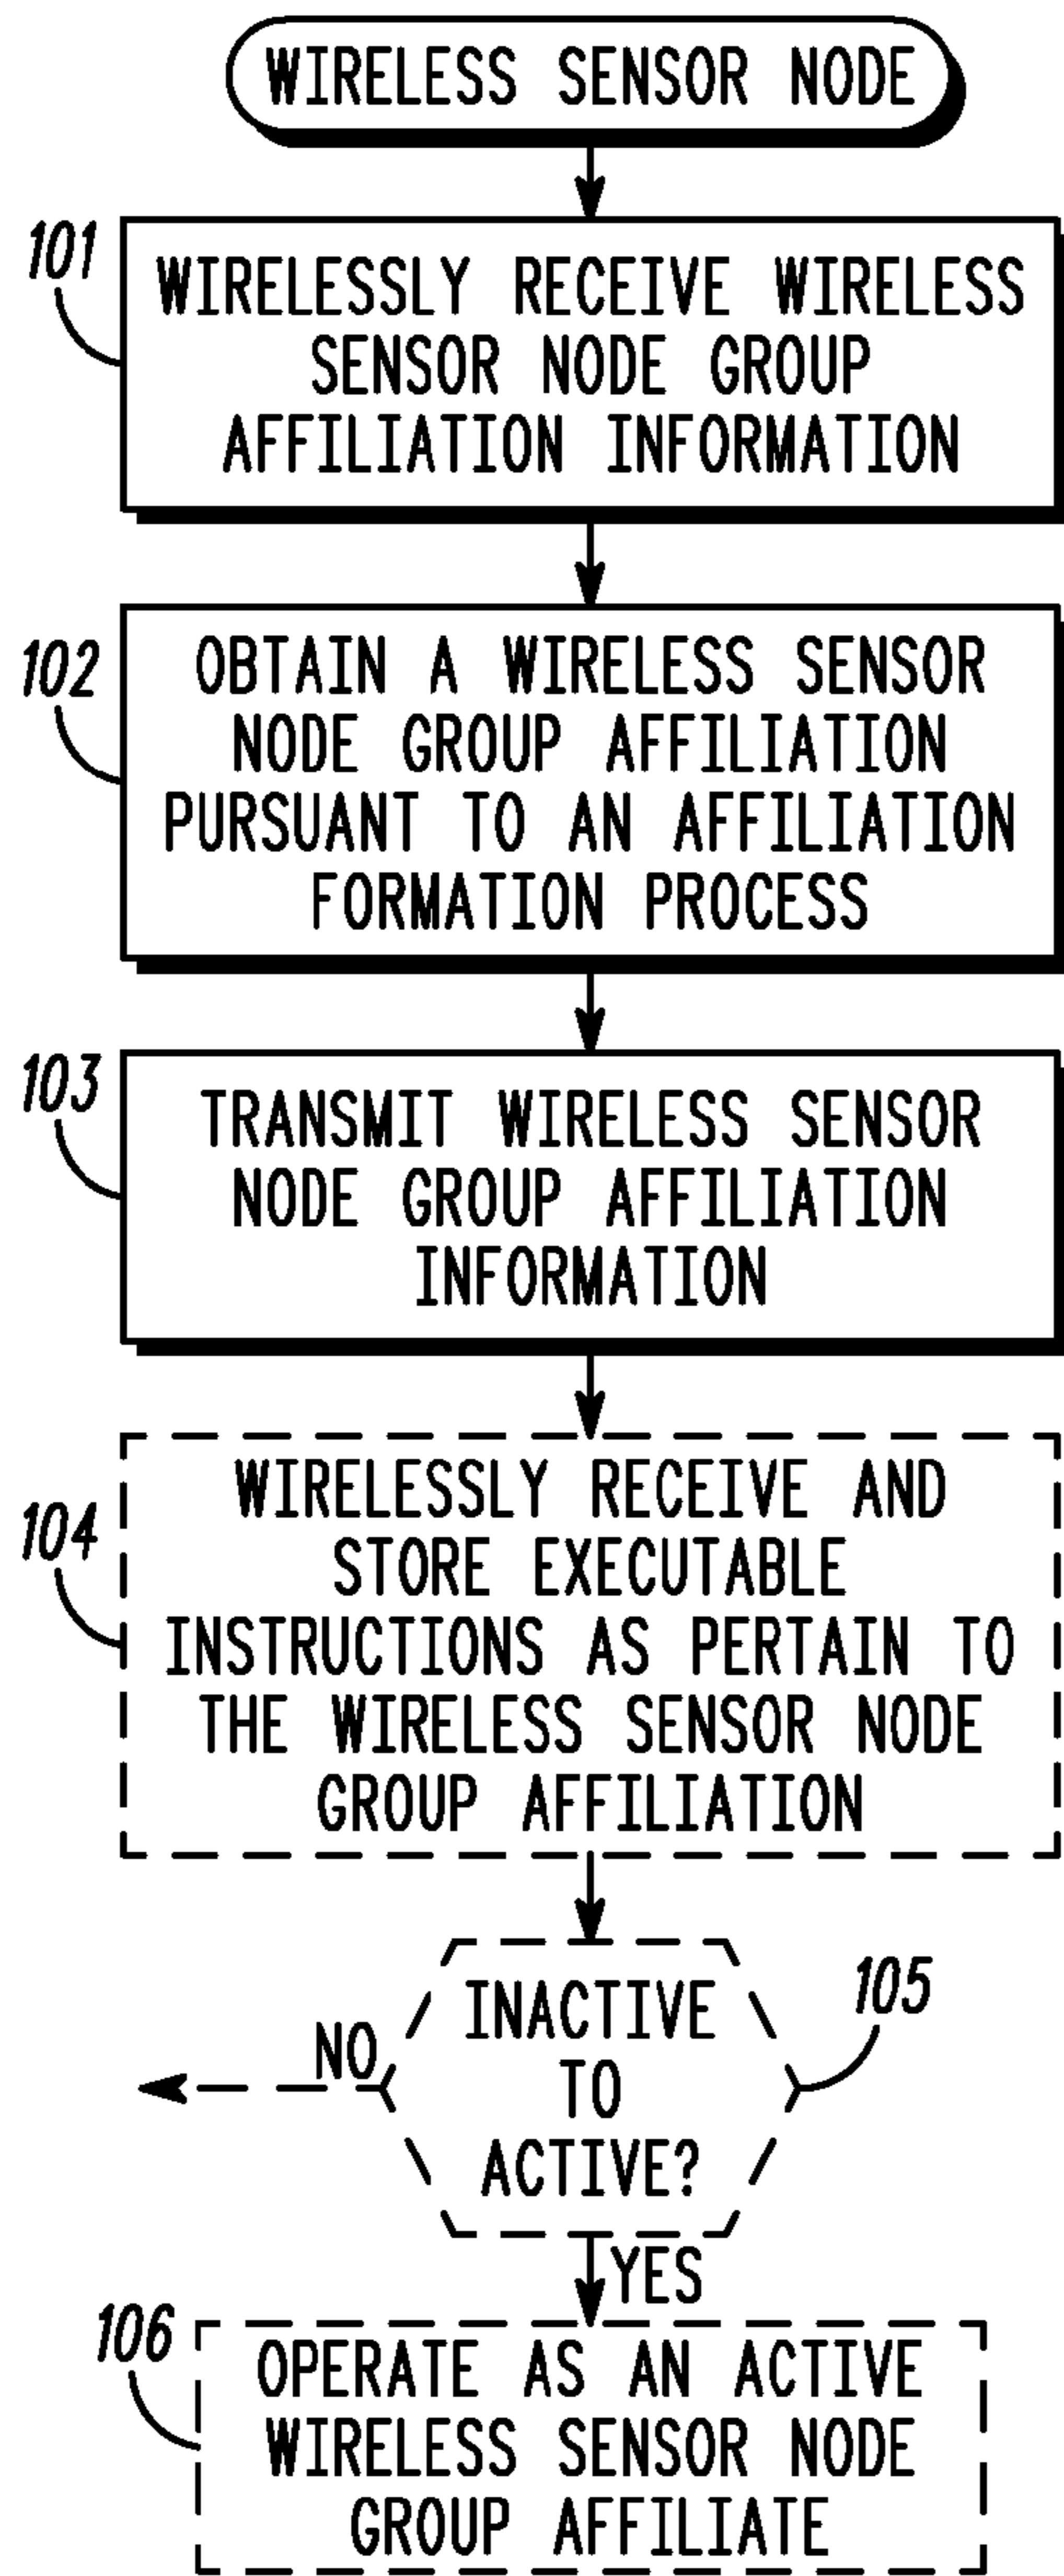 WIRELESS SENSOR NODE
101
WIRELESSLY RECEIVE WIRELESS
SENSOR NODE GROUP
AFFILIATION INFORMATION
102
OBTAIN A WIRELESS SENSOR
NODE GROUP AFFILIATION
PURSUANT TO AN AFFILIATION
FORMATION PROCESS
103
TRANSMIT WIRELESS SENSOR
NODE GROUP AFFILIATION
INFORMATION
104
WIRELESSLY RECEIVE AND
STORE EXECUTABLE
INSTRUCTIONS AS PERTAIN TO
THE WIRELESS SENSOR NODE
GROUP AFFILIATION
105
INACTIVE
TO
ACTIVE?
NO
YES
106
OPERATE AS AN ACTIVE
WIRELESS SENSOR NODE
GROUP AFFILIATE